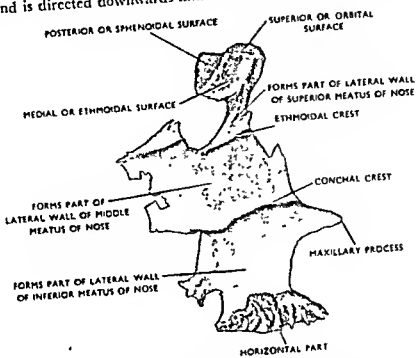 nd is directed downwards
POSTERIOR OR SPHENOIDAL SURFACE
SUPERIOR OR ORBITAL
SURFACE
MEDIAL OR ETHMOIDAL SURFACE
FORMS PART OF LATERAL WALL
OF SUPERIOR MEATUS OF NOSE
ETHMOIDAL CREST
CONCHAL CREST
FORMS PART OF
LATERAL WALL OF MIDDLE
MEATUS OF NOSE
MAXILLARY PROCESS
FORMS PART OF LATERAL WALL
OF INFERIOR MEATUS OF NOSE
HORIZONTAL PART